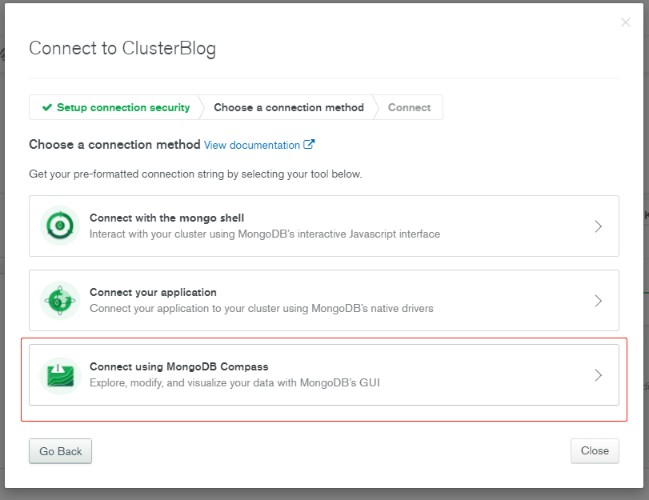 Connect to ClusterBlog
Setup connection security
Choose a connection method
Connect
Choose a connection method View documentation
Get your pre-formatted connection string by selecting your tool below.
Connect with the mongo shell
Interact with your cluster using MongoDB's interactive Javascript interface
Connect your application
Connect your application to your cluster using MongoDB's native drivers
Connect using MongoDB Compass
Explore, modify, and visualize your data with MongoDB's GUI
Go Back
Close